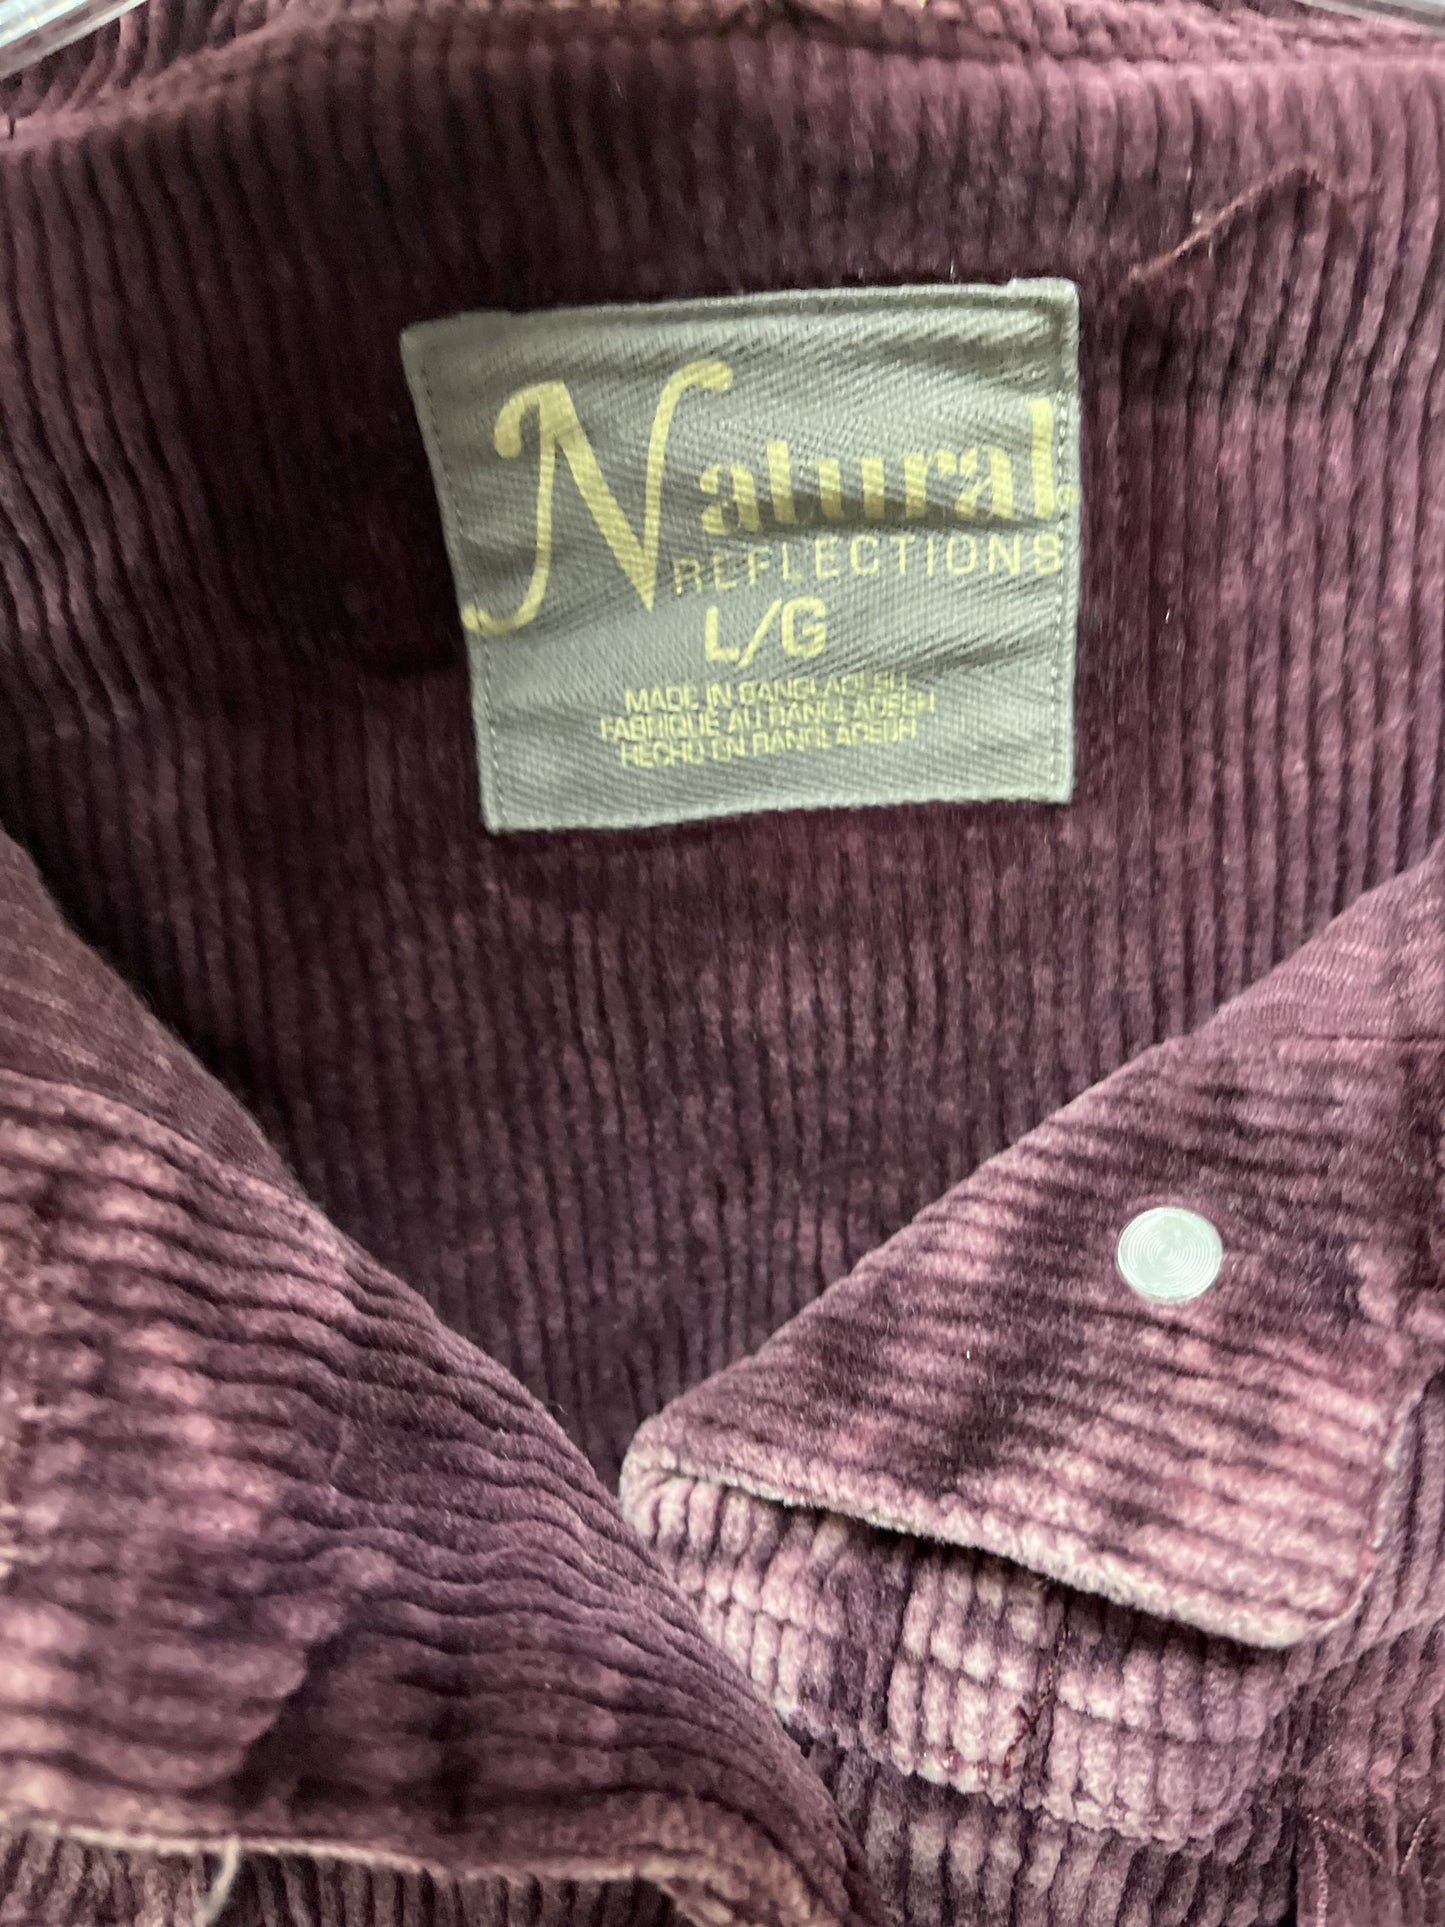 Natural
REFLECTIONS
L/G
MADE IN BANGLADESH
FABRIQUÉ AU BANGLADESH
HECHO EN BANGLADESH